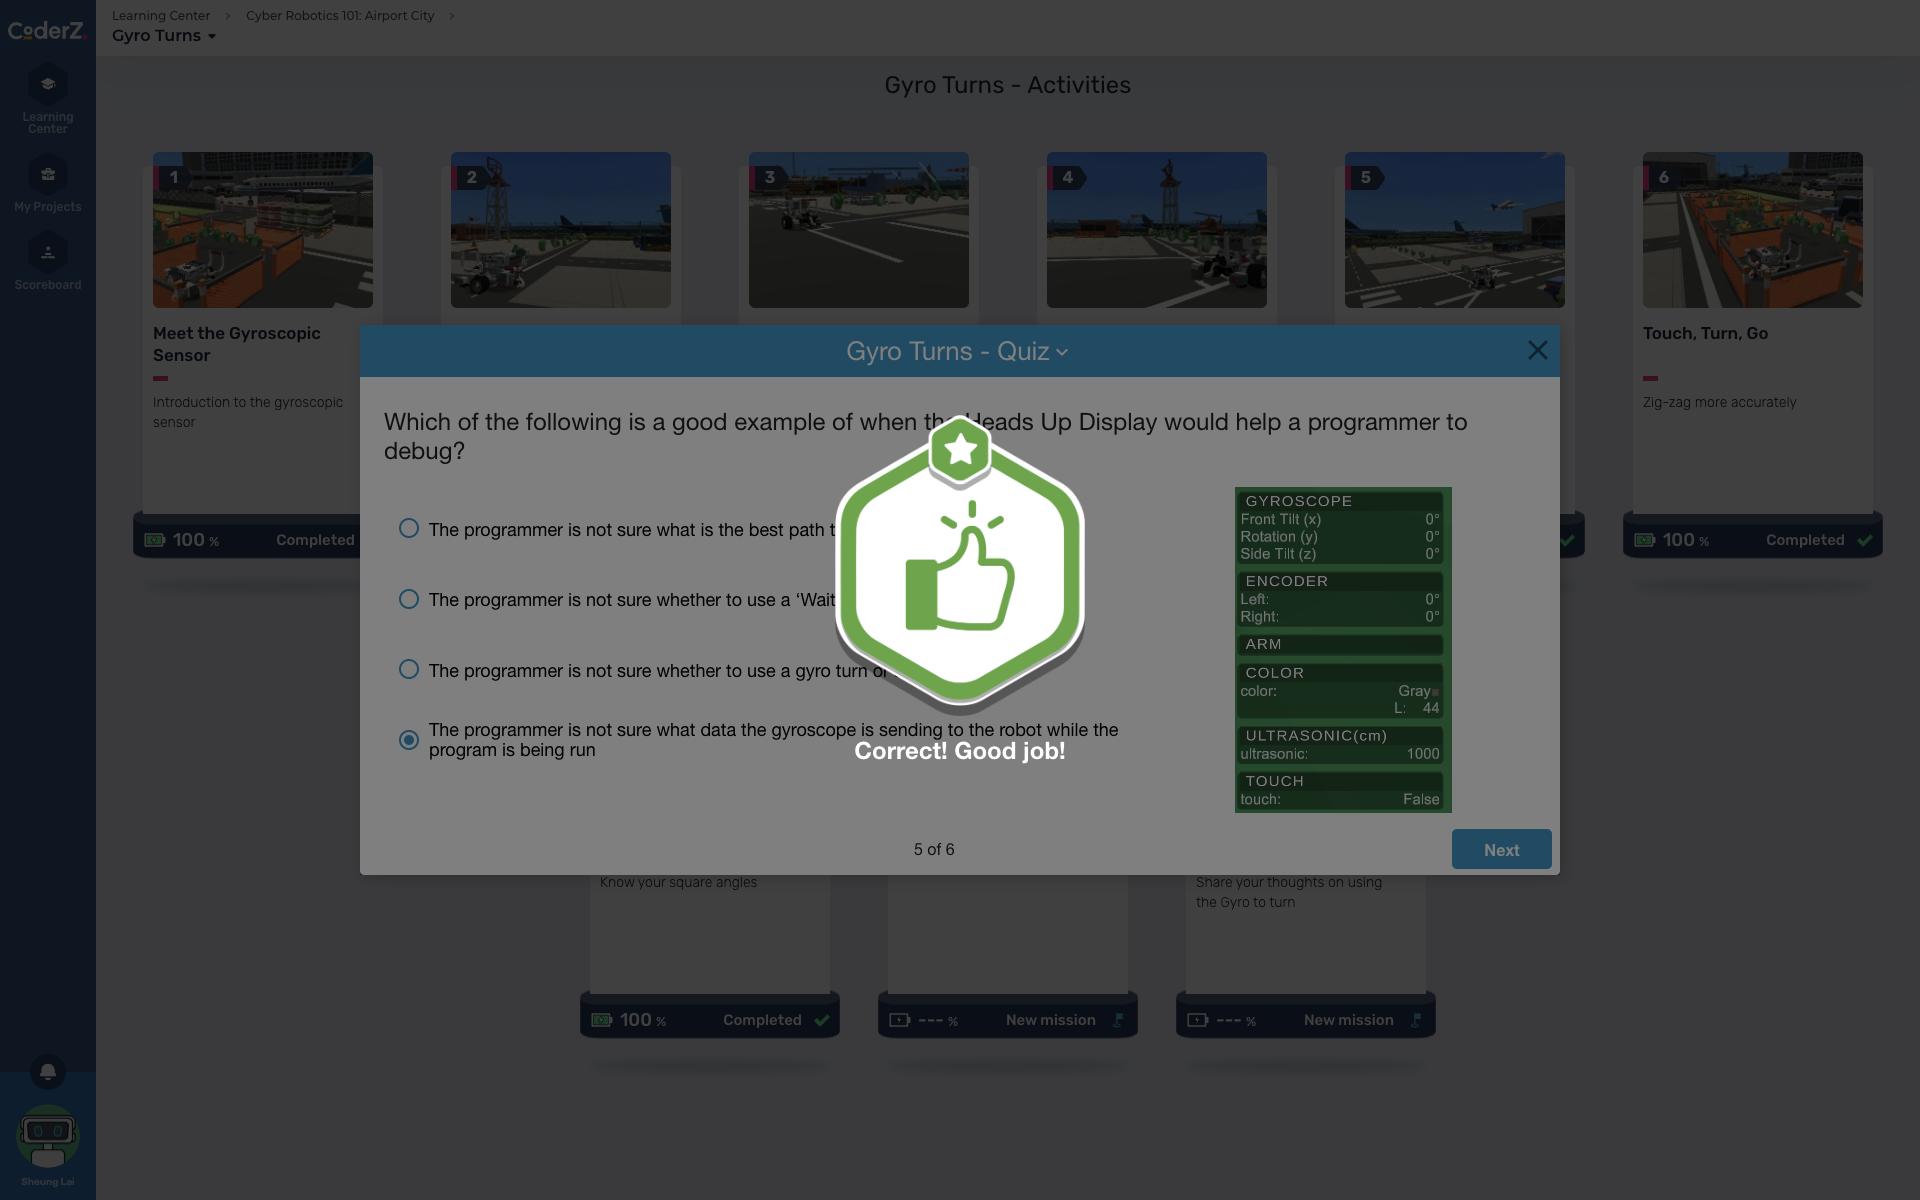 CoderZ
Learning Center > Cyber Robotics 101: Airport City >
Gyro Turns
Learning
Center
My Projects
Scoreboard
Gyro Turns - Activities
1
2
3
4
5
6
Meet the Gyroscopic
Sensor
Introduction to the gyroscopic
sensor
100 %
Completed
Touch, Turn, Go
Zig-zag more accurately
100 %
Completed
Gyro Turns - Quiz
Which of the following is a good example of when the Heads Up Display would help a programmer to
debug?
The programmer is not sure what is the best path
The programmer is not sure whether to use a ‘Wait
The programmer is not sure whether to use a gyro turn or
The programmer is not sure what data the gyroscope is sending to the robot while the
program is being run
Correct! Good job!
GYROSCOPE
Front Tilt (x) 0°
Rotation (y) 0°
Side Tilt (z) 0°
ENCODER
Left: 0°
Right: 0°
ARM
COLOR
color: Gray
L: 44
ULTRASONIC(cm)
ultrasonic: 1000
TOUCH
touch: False
5 of 6
Next
Know your square angles
Share your thoughts on using
the Gyro to turn
100 %
Completed
--- %
New mission
--- %
New mission
Sheung Lai